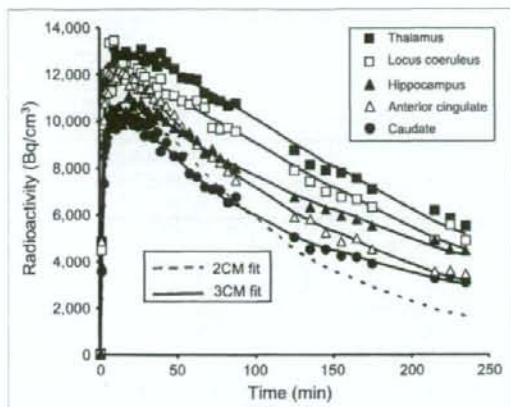 Radioactivity (Bq/cm³)
14,000
12,000
10,000
8,000
6,000
4,000
2,000
0
Thalamus
Locus coeruleus
Hippocampus
Anterior cingulate
Caudate
2CM fit
3CM fit
0 50 100 150 200 250
Time (min)